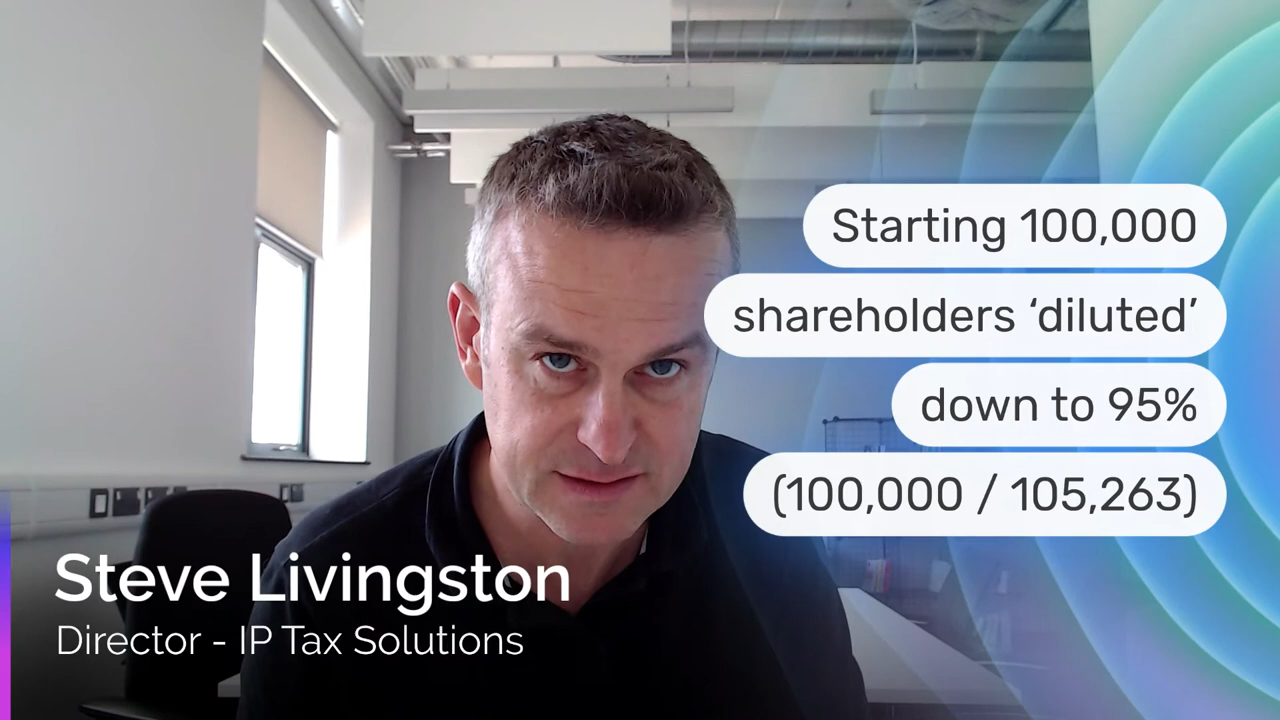 Starting 100,000
shareholders ‘diluted’
down to 95%
(100,000 / 105,263)
Steve Livingston
Director - IP Tax Solutions